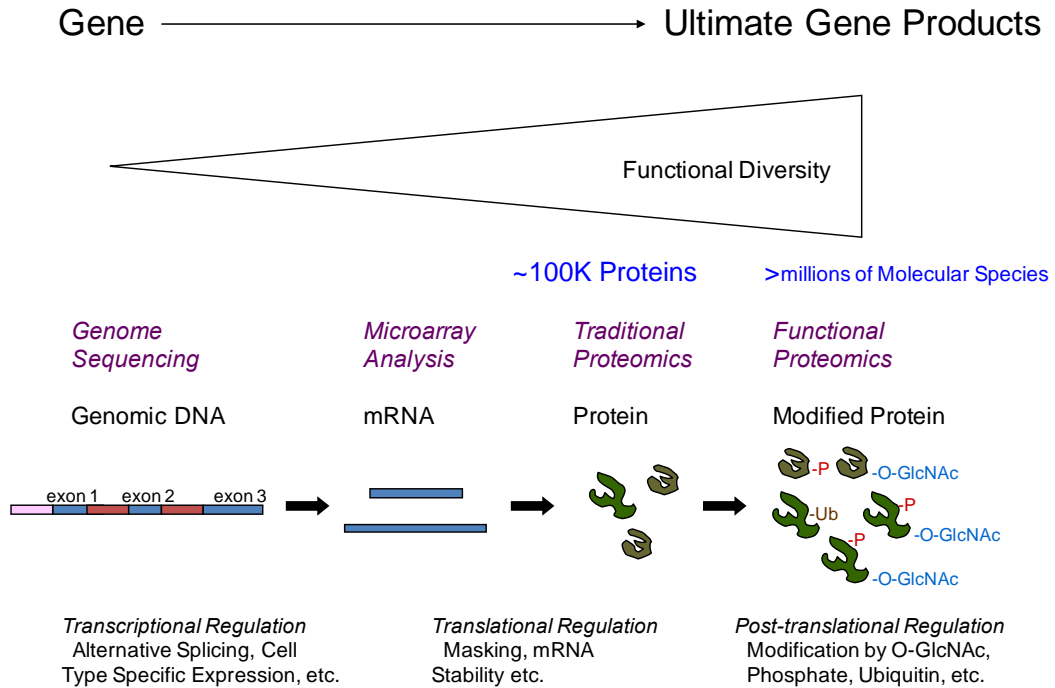 Gene
Ultimate Gene Products
Functional Diversity
~100K Proteins
>millions of Molecular Species
Genome
Sequencing
Microarray
Analysis
Traditional
Proteomics
Functional
Proteomics
Genomic DNA
mRNA
Protein
Modified Protein
exon 1
exon 2
exon 3
-P
-O-GlcNAc
-Ub
-P
-O-GlcNAc
-P
-O-GlcNAc
Transcriptional Regulation
Alternative Splicing, Cell
Type Specific Expression, etc.
Translational Regulation
Masking, mRNA
Stability etc.
Post-translational Regulation
Modification by O-GlcNAc,
Phosphate, Ubiquitin, etc.